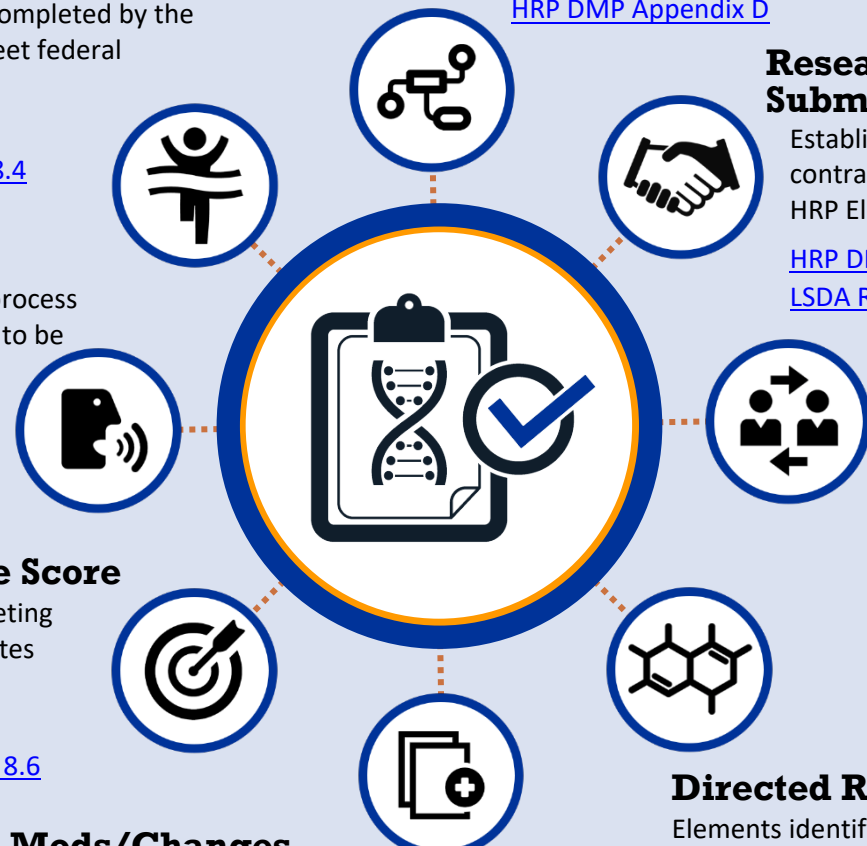 ompleted by the
eet federal
HRP DMP Appendix D
Resea
Subm
Establi
contra
HRP El
HRP D
LSDA R
8.4
rocess
to be
e Score
eting
tes
8.6
Mods/Changes
Directed R
Elements identif